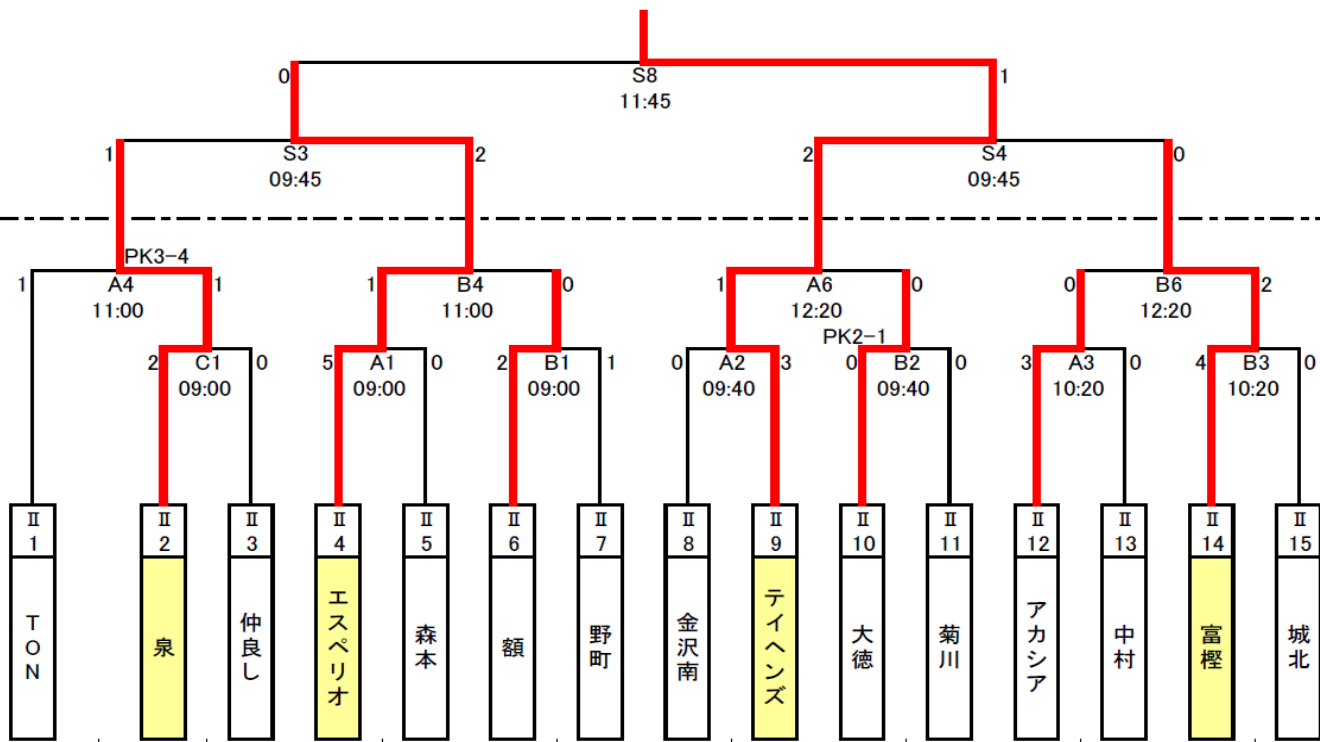 0 S8 1
11:45
1 S3 2 2 S4 0
09:45 09:45
PK3-4
1 A4 1 1 B4 0 1 A6 0 0 B6 2
11:00 11:00 12:20 12:20
PK2-1
2 C1 0 5 A1 0 2 B1 1 0 A2 3 0 B2 0 3 A3 0 4 B3 0
09:00 09:00 09:00 09:40 09:40 10:20 10:20
Ⅱ Ⅱ Ⅱ Ⅱ Ⅱ Ⅱ Ⅱ Ⅱ Ⅱ Ⅱ Ⅱ Ⅱ Ⅱ Ⅱ Ⅱ
1 2 3 4 5 6 7 8 9 10 11 12 13 14 15
TON
泉
仲良し
エスペリオ
森本
額
野町
金沢南
テイヘンズ
大徳
菊川
アカシア
中村
富樫
城北